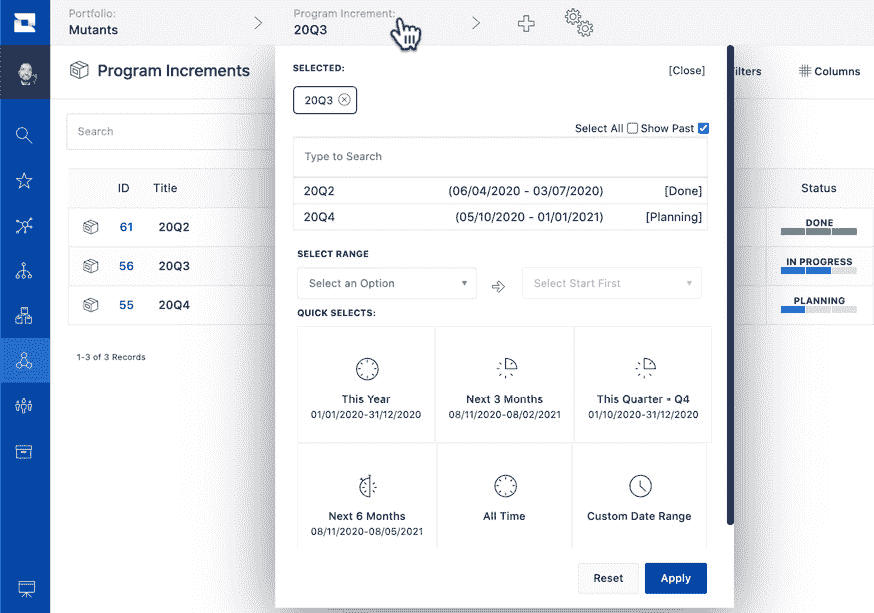 Portfolio:
Mutants
Program Increment:
20Q3
Program Increments
SELECTED:
[Close]
20Q3
Select All Show Past
Type to Search
20Q2 (06/04/2020 - 03/07/2020) [Done]
20Q4 (05/10/2020 - 01/01/2021) [Planning]
SELECT RANGE
Select an Option
Select Start First
QUICK SELECTS:
This Year
01/01/2020-31/12/2020
Next 3 Months
08/11/2020-08/02/2021
This Quarter - Q4
01/10/2020-31/12/2020
Next 6 Months
08/11/2020-08/05/2021
All Time
Custom Date Range
Reset
Apply
ilters
Columns
Search
ID Title Status
61 20Q2 DONE
56 20Q3 IN PROGRESS
55 20Q4 PLANNING
1-3 of 3 Records